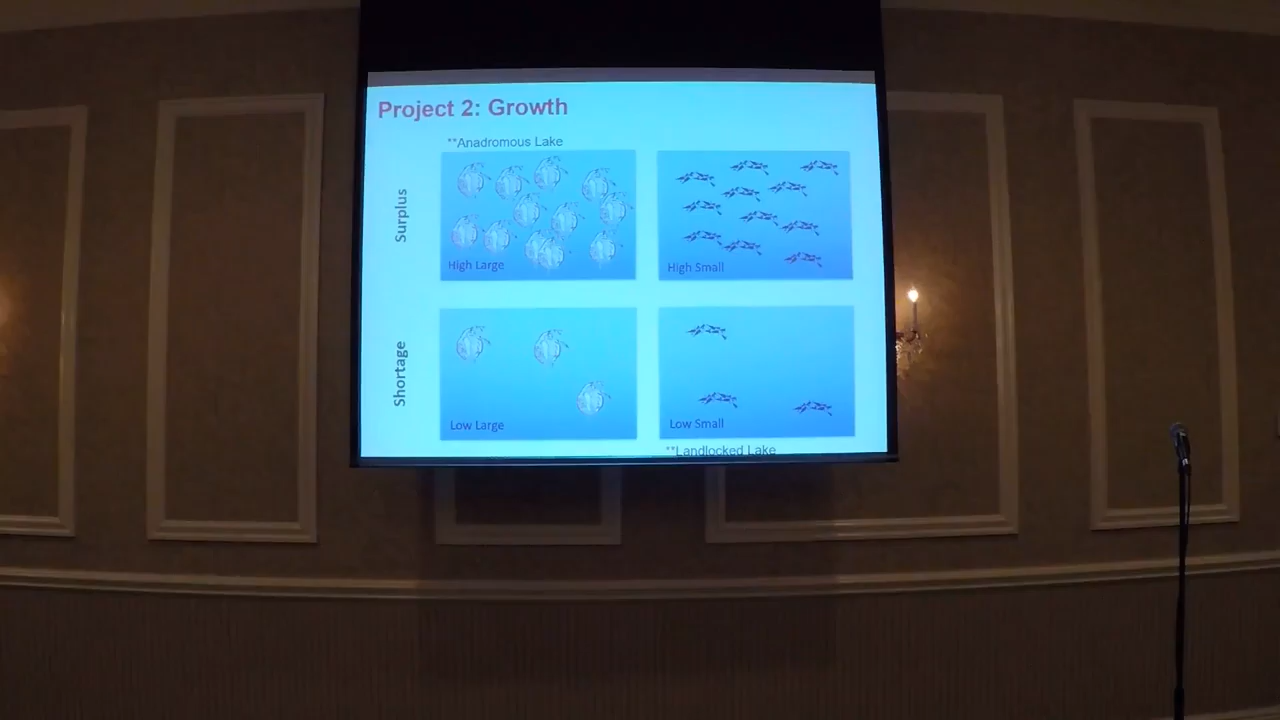 Project 2: Growth
**Anadromous Lake
Surplus
High Large
High Small
Shortage
Low Large
Low Small
**Landlocked Lake